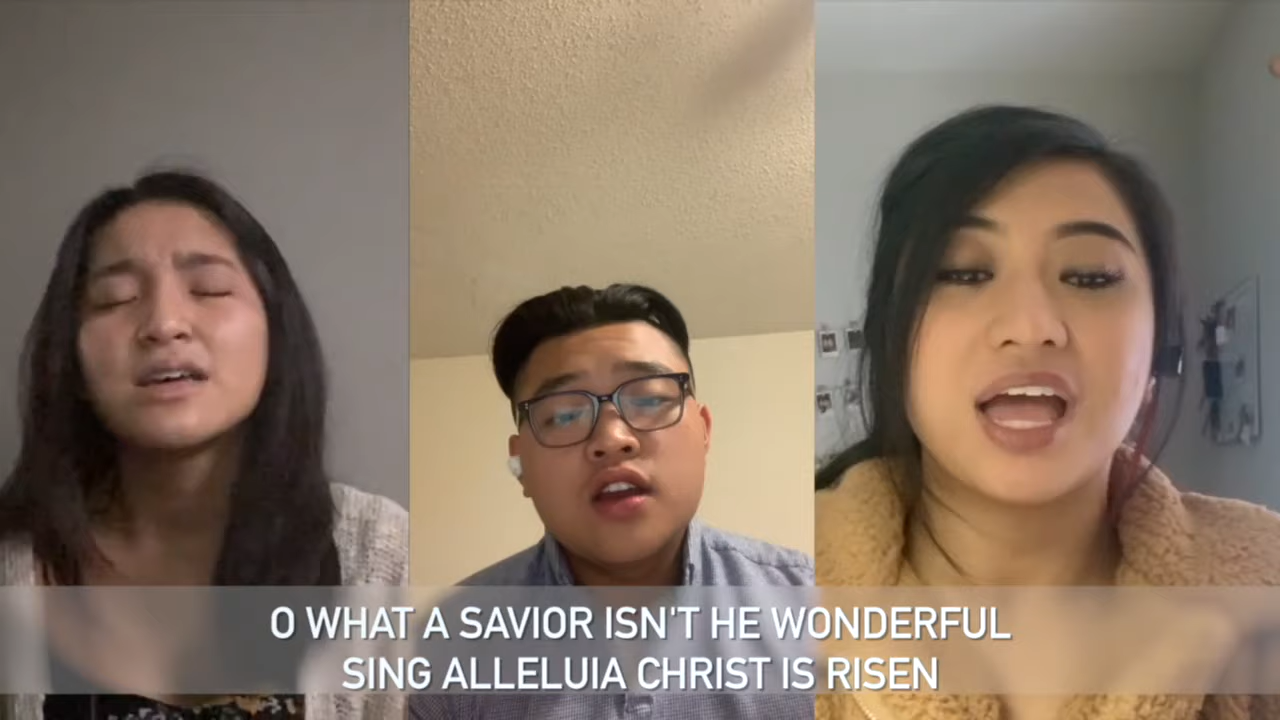 O WHAT A SAVIOR ISN'T HE WONDERFUL
SING ALLELUIA CHRIST IS RISEN